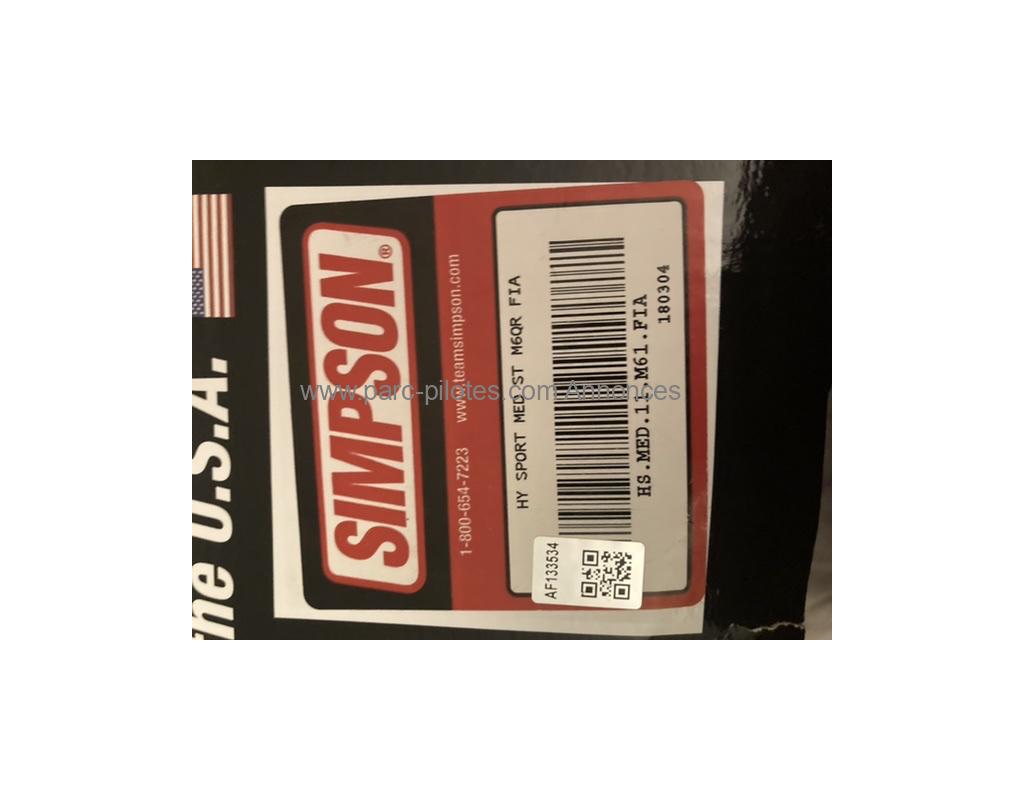 the U.S.A.
SIMPSON®
1-800-654-7223 www.teamsimpson.com
HY SPORT MED ST M6QR FIA
HS.MED.11.M61.FIA
180304
AF133534
www.parc-pilotes.com Annonces